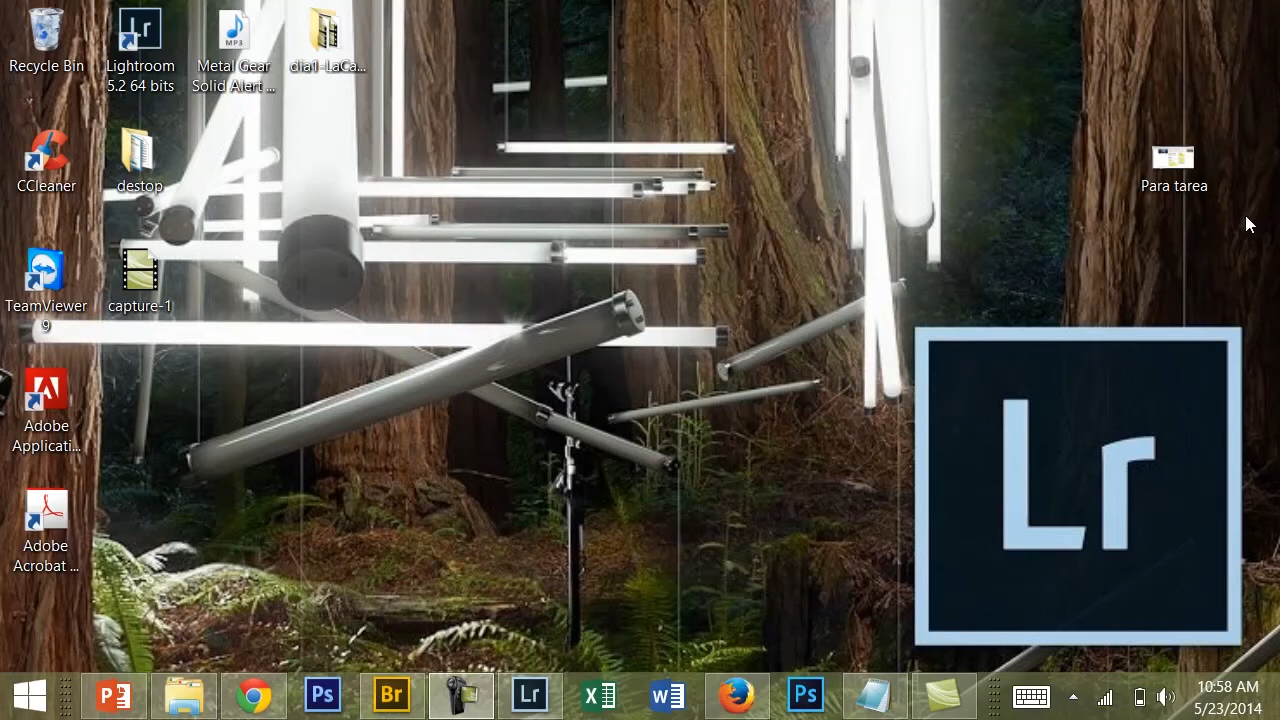 Recycle Bin
Lr
Lightroom
5.2 64 bits
MP3
Metal Gear
Solid Alert ...
dia1-LaCa...
CCleaner
destop
Para tarea
TeamViewer
9
capture-1
Adobe
Applicati...
Adobe
Acrobat ...
Lr
P
Ps
Br
Lr
X
W
Ps
10:58 AM
5/23/2014